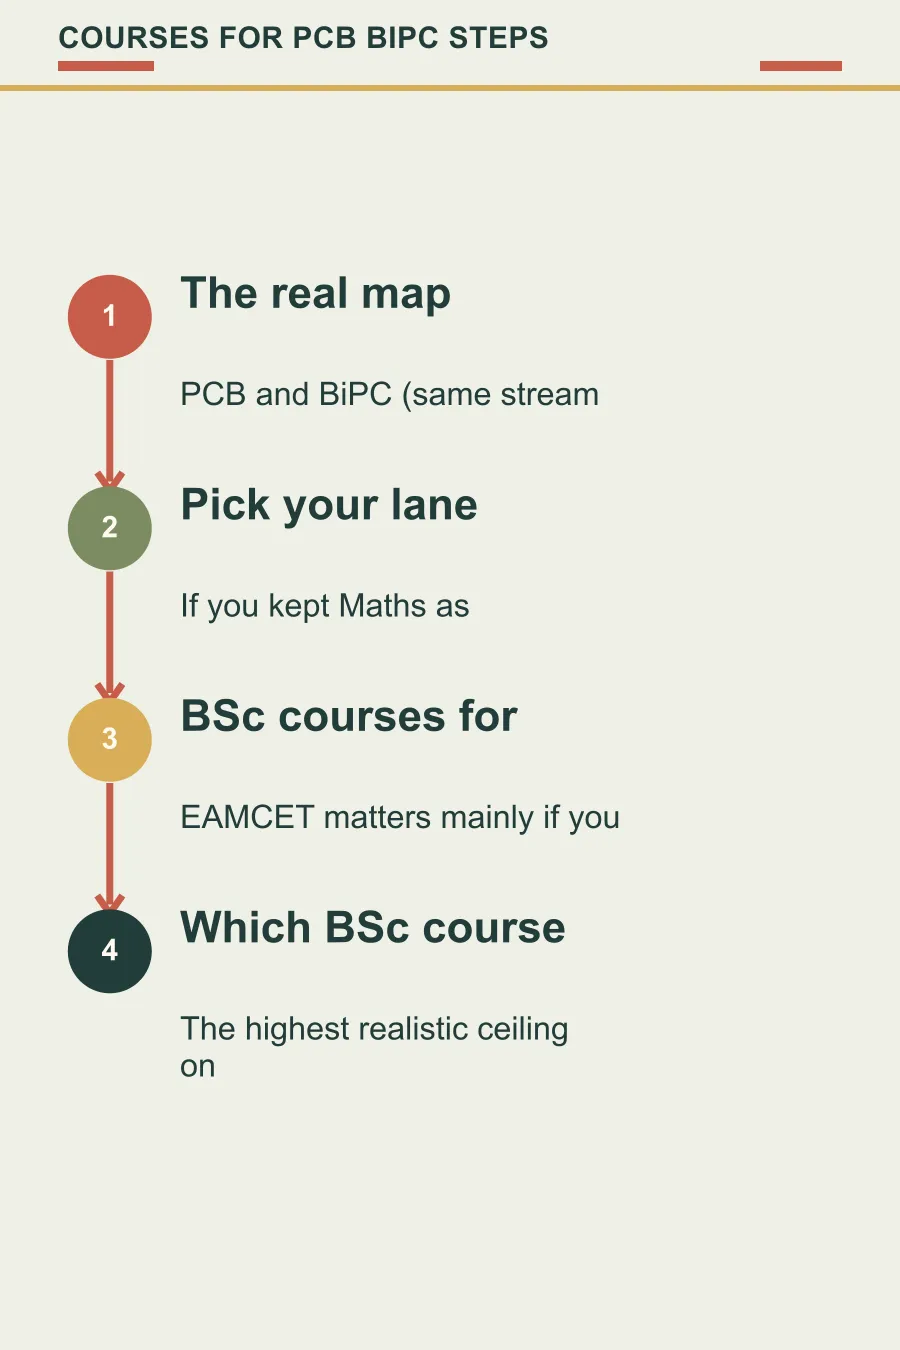 COURSES FOR PCB BIPC STEPS
1
The real map
PCB and BiPC (same stream
2
Pick your lane
If you kept Maths as
3
BSc courses for
EAMCET matters mainly if you
4
Which BSc course
The highest realistic ceiling
on